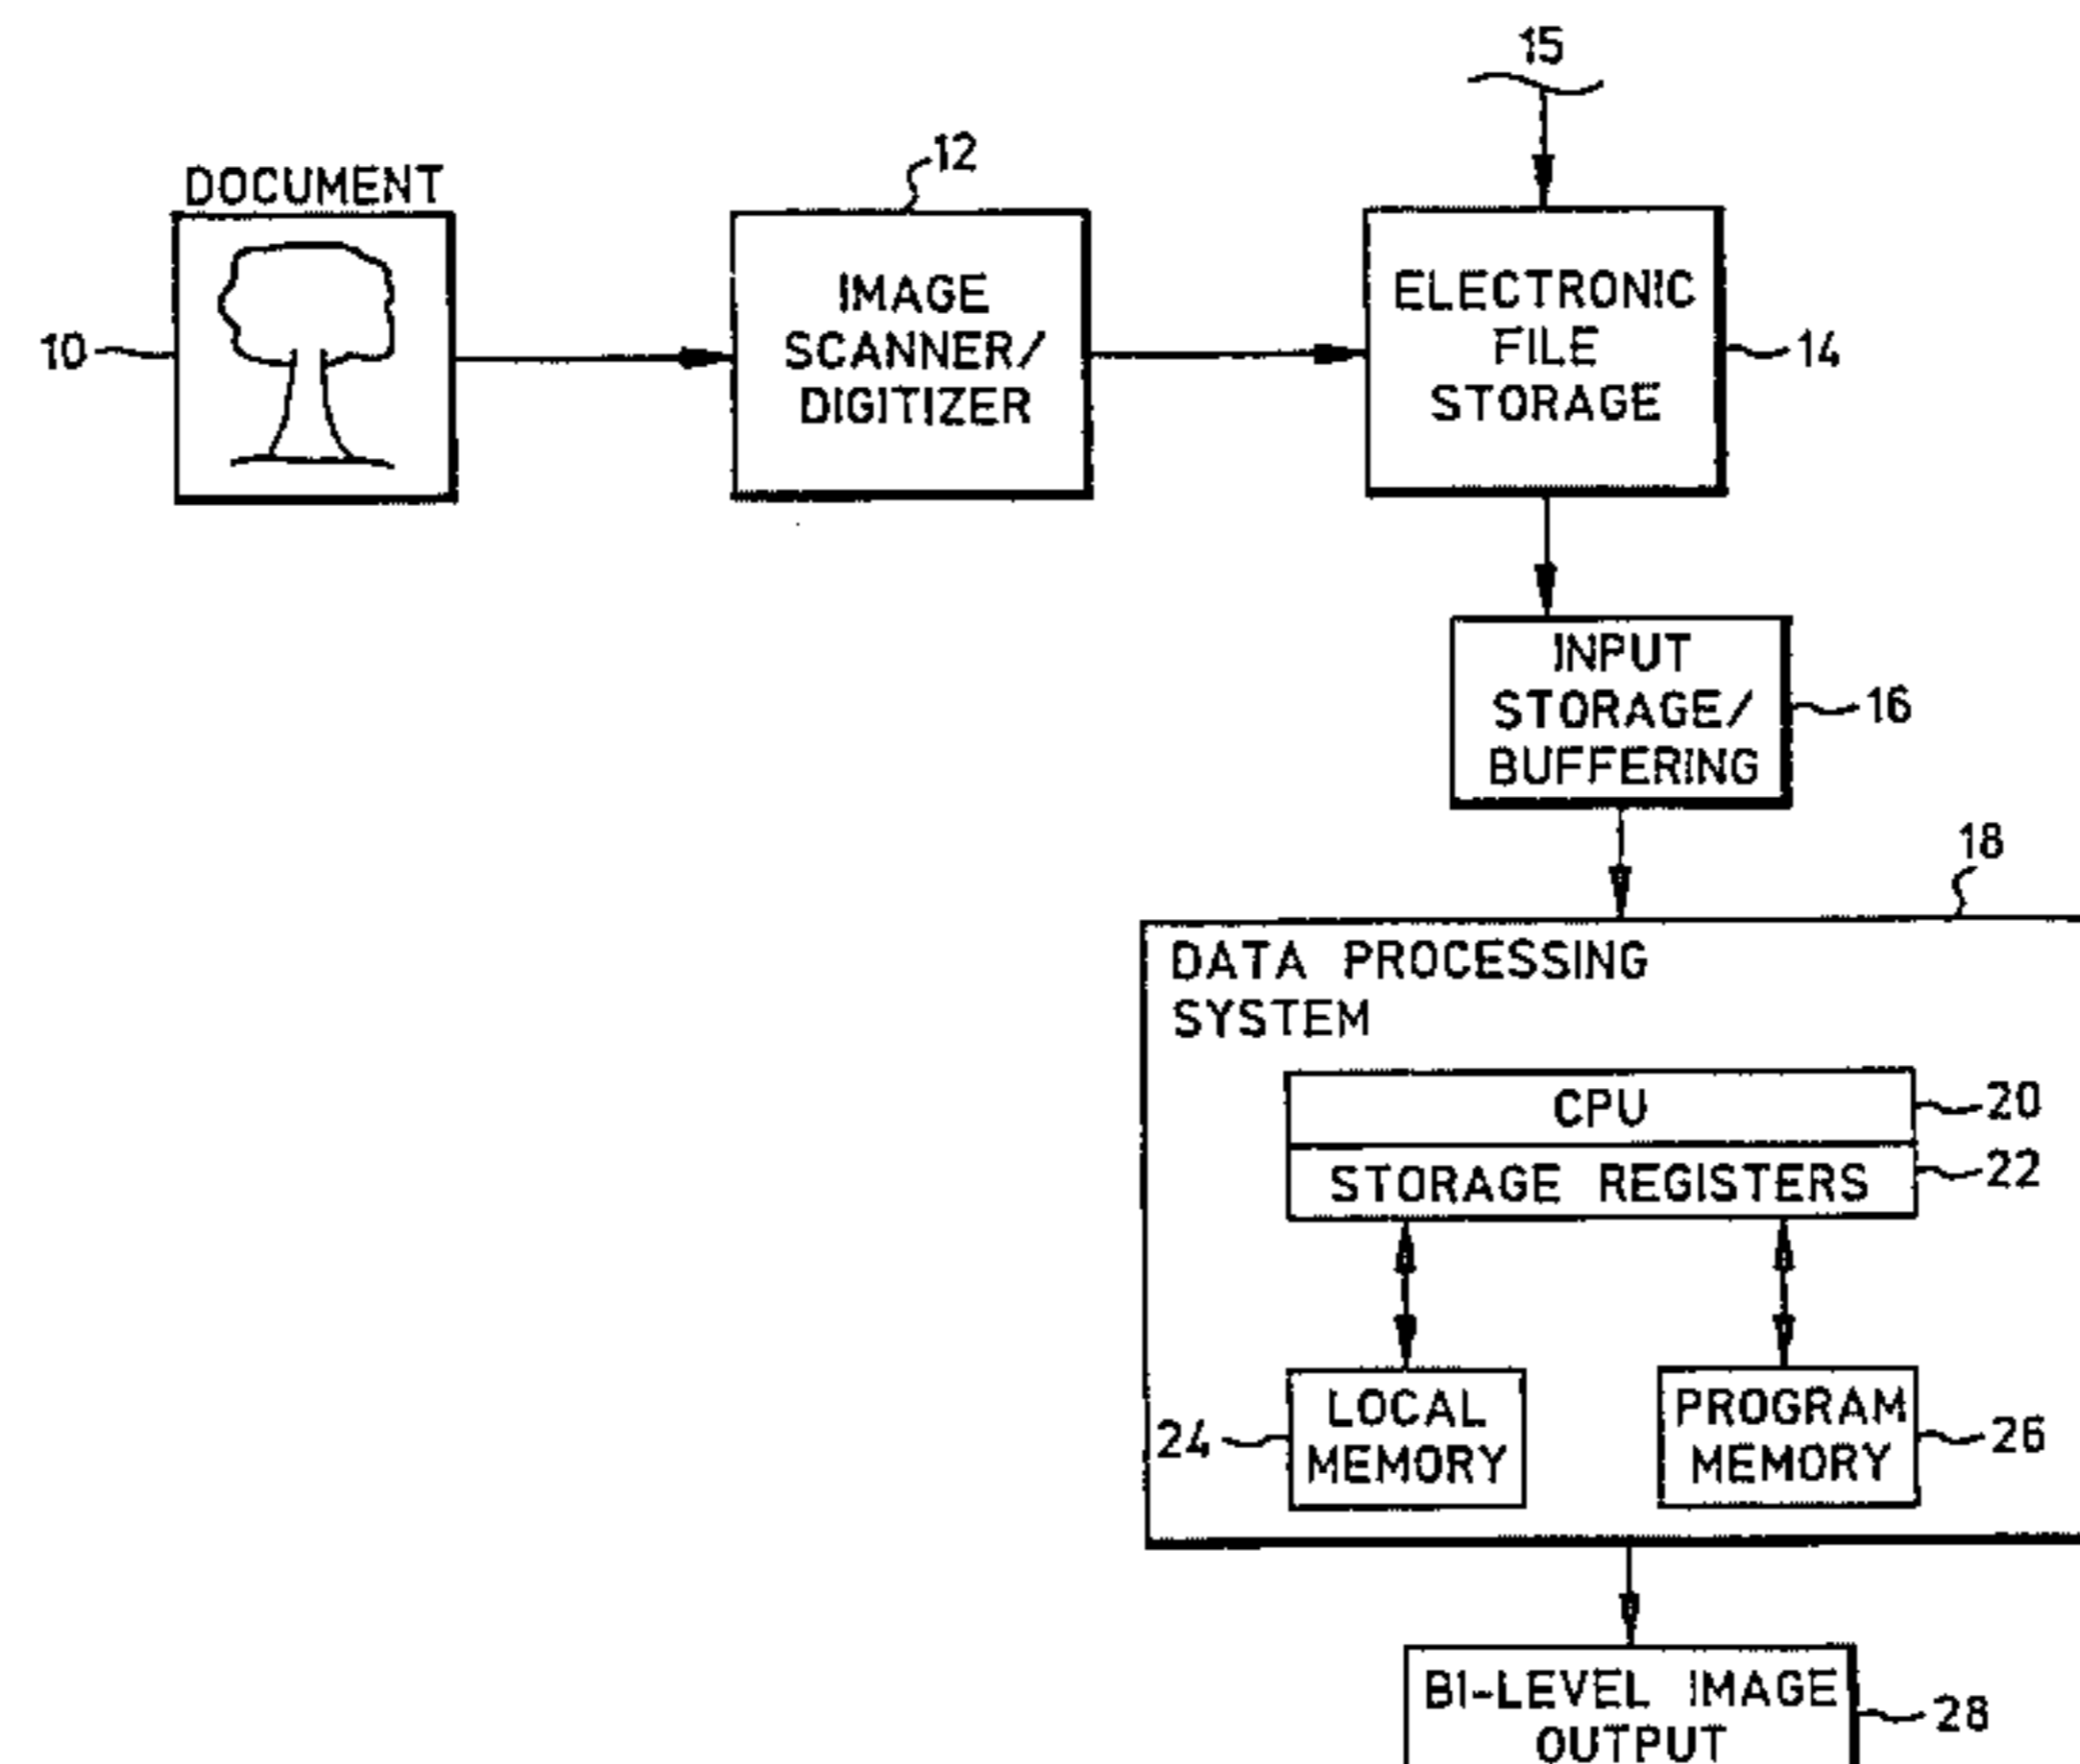 15
12
DOCUMENT
10
IMAGE
SCANNER/
DIGITIZER
ELECTRONIC
FILE
STORAGE
14
INPUT
STORAGE/
BUFFERING
16
18
DATA PROCESSING
SYSTEM
CPU
20
STORAGE REGISTERS
22
24
LOCAL
MEMORY
PROGRAM
MEMORY
26
BI-LEVEL IMAGE
OUTPUT
28